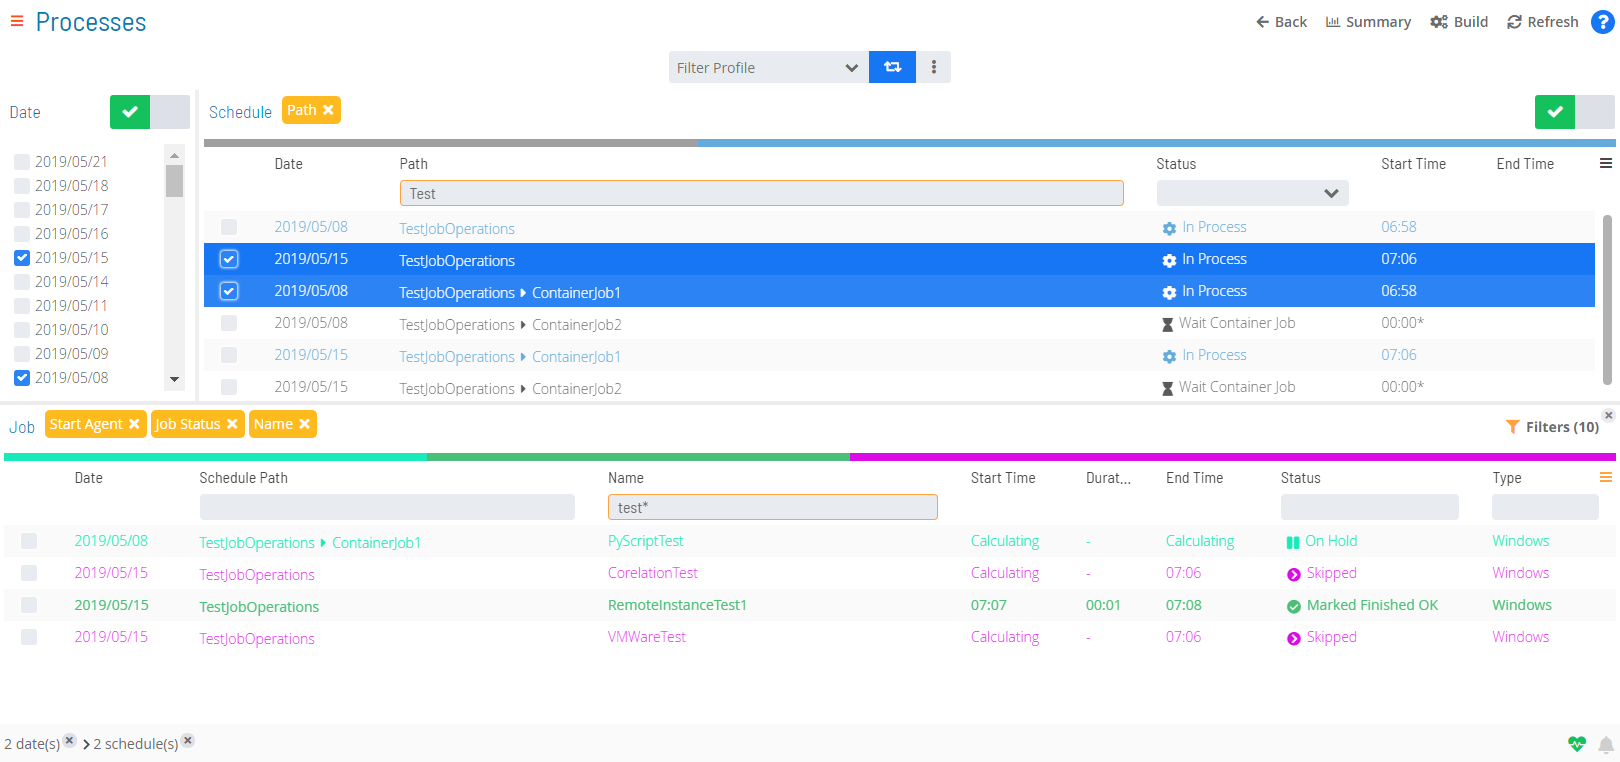 Processes
Back Summary Build Refresh ?
Filter Profile
Date
2019/05/21
2019/05/18
2019/05/17
2019/05/16
2019/05/15
2019/05/14
2019/05/11
2019/05/10
2019/05/09
2019/05/08
Schedule Path
Date Path Status Start Time End Time
Test
2019/05/08 TestJobOperations In Process 06:58
2019/05/15 TestJobOperations In Process 07:06
2019/05/08 TestJobOperations ContainerJob1 In Process 06:58
2019/05/08 TestJobOperations ContainerJob2 Wait Container Job 00:00*
2019/05/15 TestJobOperations ContainerJob1 In Process 07:06
2019/05/15 TestJobOperations ContainerJob2 Wait Container Job 00:00*
Job Start Agent Job Status Name Filters (10)
Date Schedule Path Name Start Time Durat... End Time Status Type
test*
2019/05/08 TestJobOperations ContainerJob1 PyScriptTest Calculating - Calculating On Hold Windows
2019/05/15 TestJobOperations CorelationTest Calculating - 07:06 Skipped Windows
2019/05/15 TestJobOperations RemoteInstanceTest1 07:07 00:01 07:08 Marked Finished OK Windows
2019/05/15 TestJobOperations VMWareTest Calculating - 07:06 Skipped Windows
2 date(s) 2 schedule(s)